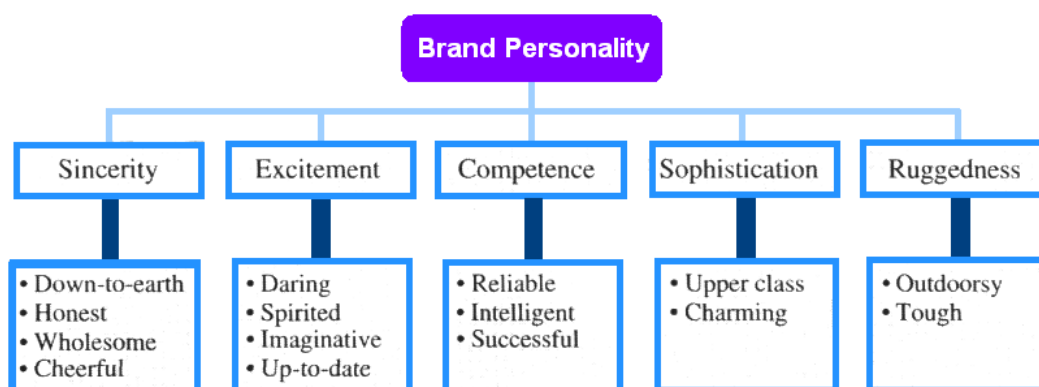 Brand Personality
Sincerity
Excitement
Competence
Sophistication
Ruggedness
• Down-to-earth
• Honest
• Wholesome
• Cheerful
• Daring
• Spirited
• Imaginative
• Up-to-date
• Reliable
• Intelligent
• Successful
• Upper class
• Charming
• Outdoorsy
• Tough